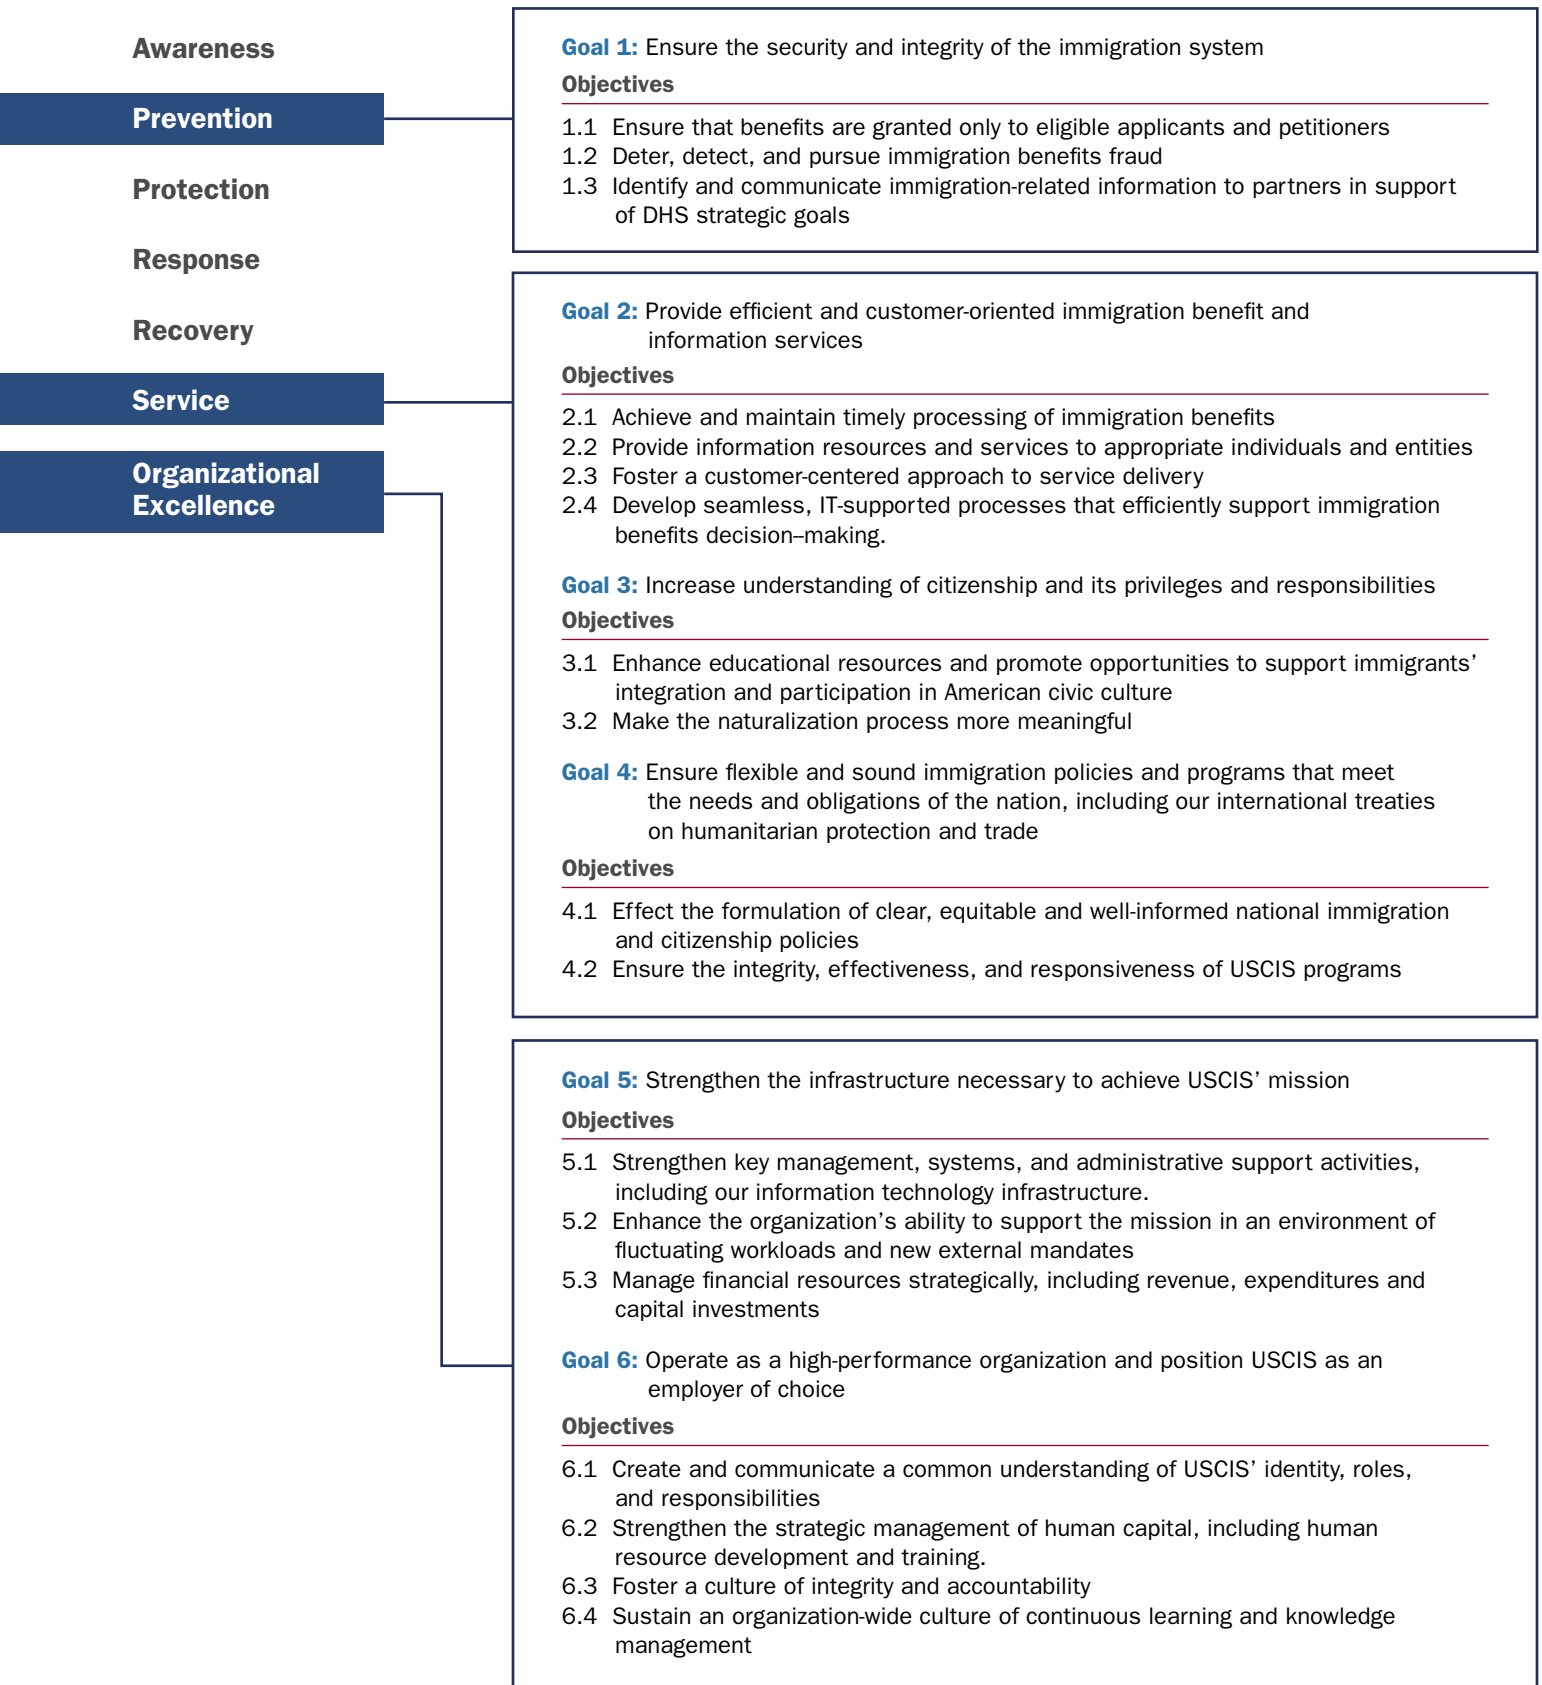 Awareness
Prevention
Protection
Response
Recovery
Service
Organizational
Excellence
Goal 1: Ensure the security and integrity of the immigration system
Objectives
1.1 Ensure that benefits are granted only to eligible applicants and petitioners
1.2 Deter, detect, and pursue immigration benefits fraud
1.3 Identify and communicate immigration-related information to partners in support
of DHS strategic goals
Goal 2: Provide efficient and customer-oriented immigration benefit and
information services
Objectives
2.1 Achieve and maintain timely processing of immigration benefits
2.2 Provide information resources and services to appropriate individuals and entities
2.3 Foster a customer-centered approach to service delivery
2.4 Develop seamless, IT-supported processes that efficiently support immigration
benefits decision--making.
Goal 3: Increase understanding of citizenship and its privileges and responsibilities
Objectives
3.1 Enhance educational resources and promote opportunities to support immigrants’
integration and participation in American civic culture
3.2 Make the naturalization process more meaningful
Goal 4: Ensure flexible and sound immigration policies and programs that meet
the needs and obligations of the nation, including our international treaties
on humanitarian protection and trade
Objectives
4.1 Effect the formulation of clear, equitable and well-informed national immigration
and citizenship policies
4.2 Ensure the integrity, effectiveness, and responsiveness of USCIS programs
Goal 5: Strengthen the infrastructure necessary to achieve USCIS’ mission
Objectives
5.1 Strengthen key management, systems, and administrative support activities,
including our information technology infrastructure.
5.2 Enhance the organization’s ability to support the mission in an environment of
fluctuating workloads and new external mandates
5.3 Manage financial resources strategically, including revenue, expenditures and
capital investments
Goal 6: Operate as a high-performance organization and position USCIS as an
employer of choice
Objectives
6.1 Create and communicate a common understanding of USCIS’ identity, roles,
and responsibilities
6.2 Strengthen the strategic management of human capital, including human
resource development and training.
6.3 Foster a culture of integrity and accountability
6.4 Sustain an organization-wide culture of continuous learning and knowledge
management